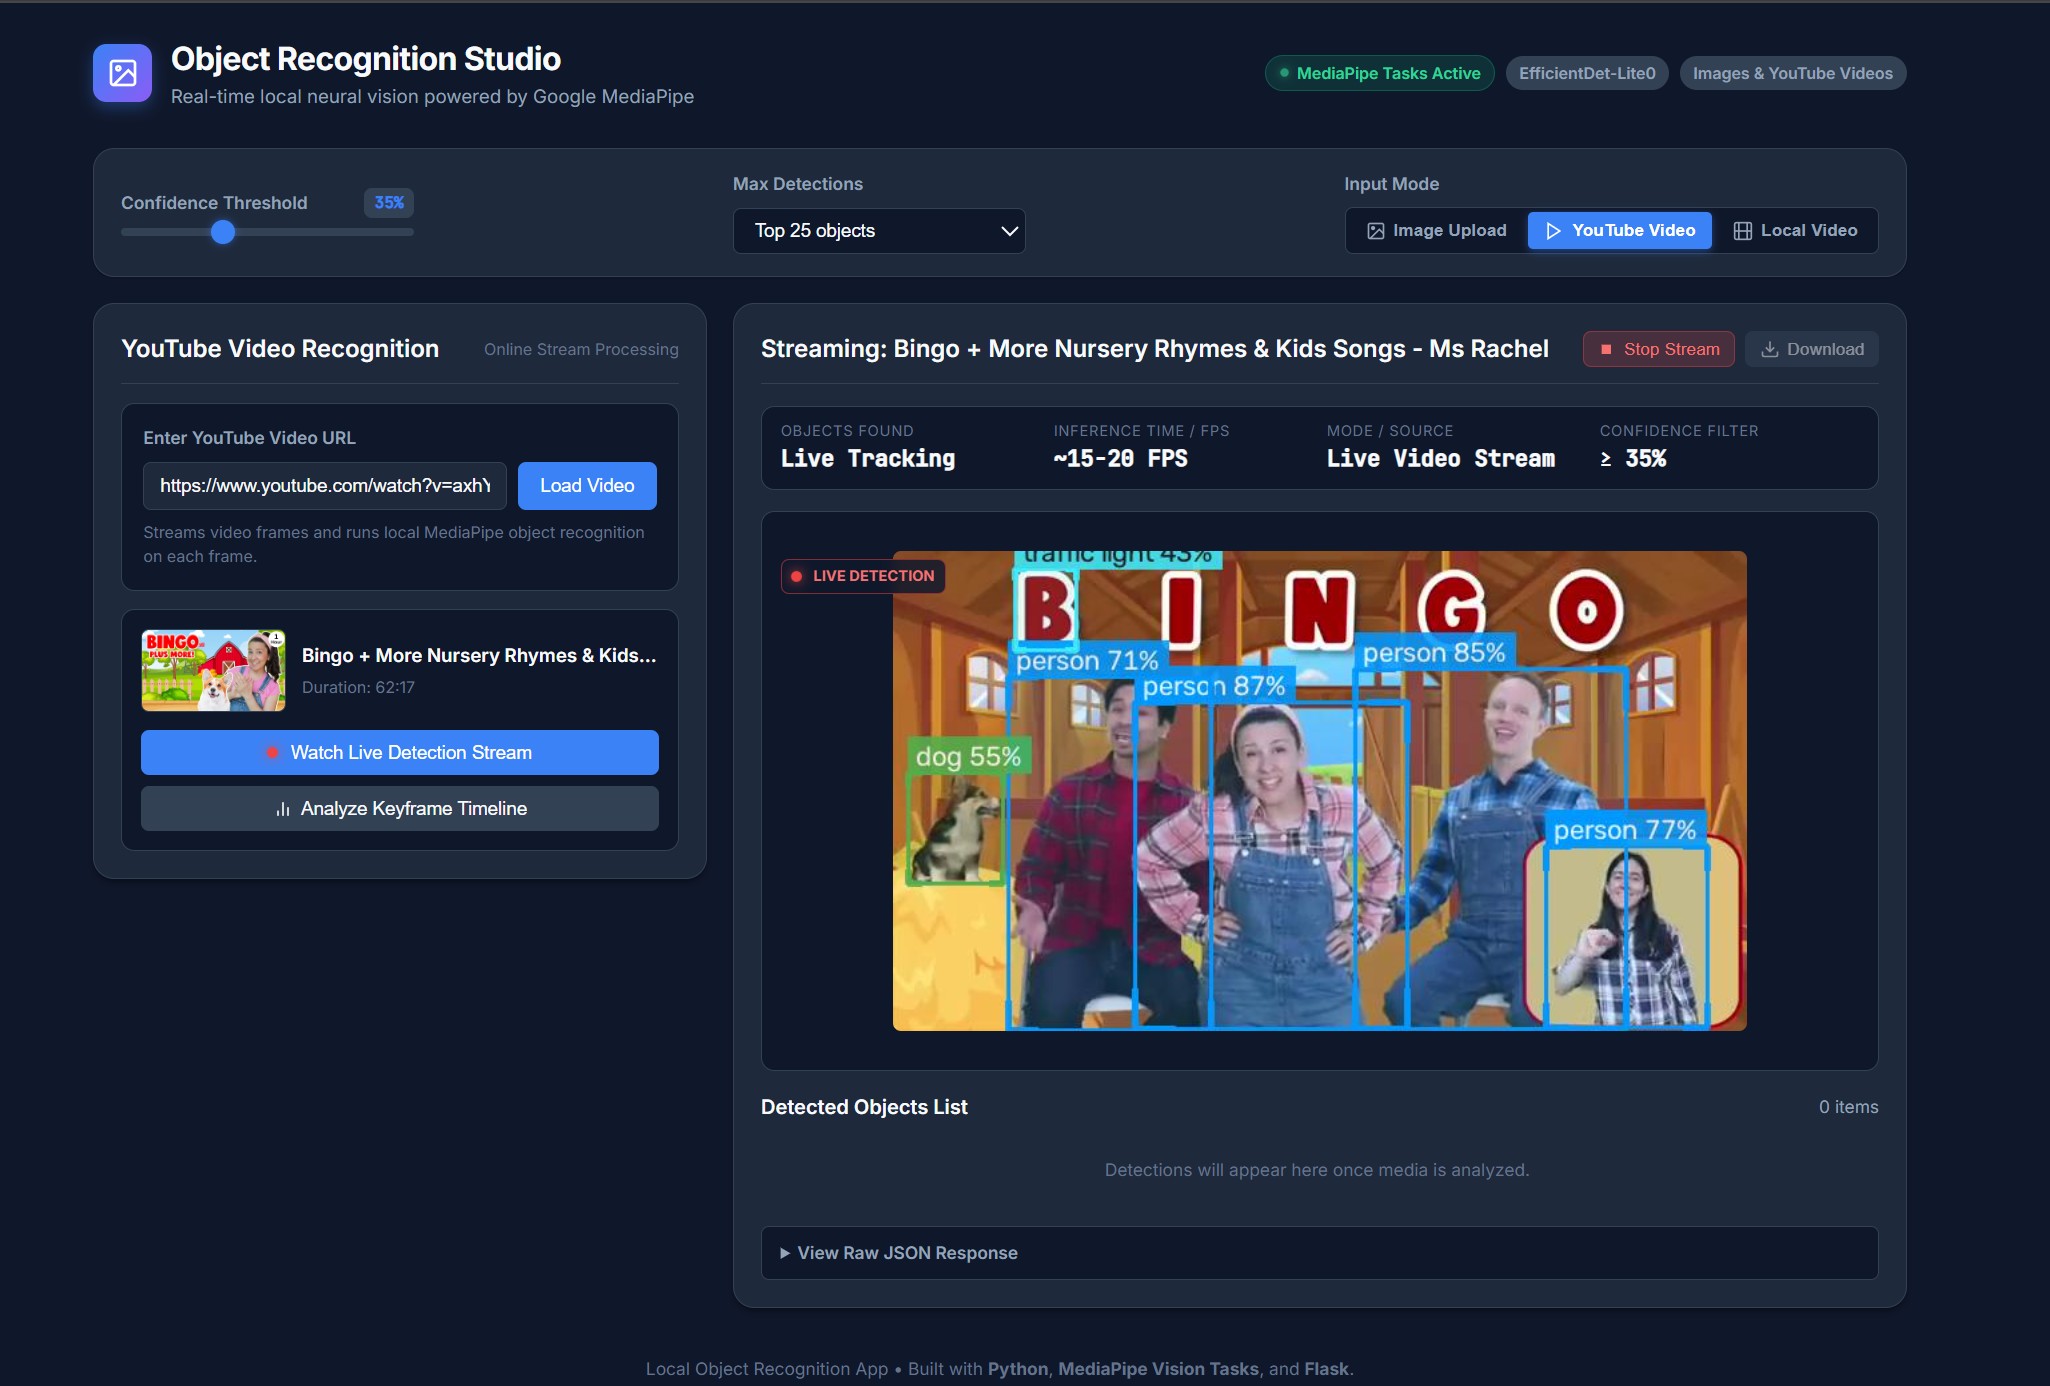 Object Recognition Studio
Real-time local neural vision powered by Google MediaPipe
MediaPipe Tasks Active
EfficientDet-Lite0
Images & YouTube Videos
Confidence Threshold
35%
Max Detections
Top 25 objects
Input Mode
Image Upload
YouTube Video
Local Video
YouTube Video Recognition
Online Stream Processing
Enter YouTube Video URL
https://www.youtube.com/watch?v=axhY
Load Video
Streams video frames and runs local MediaPipe object recognition
on each frame.
BINGO
PLUS MORE!
Bingo + More Nursery Rhymes & Kids...
Duration: 62:17
Watch Live Detection Stream
Analyze Keyframe Timeline
Streaming: Bingo + More Nursery Rhymes & Kids Songs - Ms Rachel
Stop Stream
Download
OBJECTS FOUND
Live Tracking
INFERENCE TIME / FPS
~15-20 FPS
MODE / SOURCE
Live Video Stream
CONFIDENCE FILTER
≥ 35%
LIVE DETECTION
traffic light 43%
B I N G O
person 71%
person 87%
person 85%
dog 55%
person 77%
Detected Objects List
0 items
Detections will appear here once media is analyzed.
View Raw JSON Response
Local Object Recognition App • Built with Python, MediaPipe Vision Tasks, and Flask.